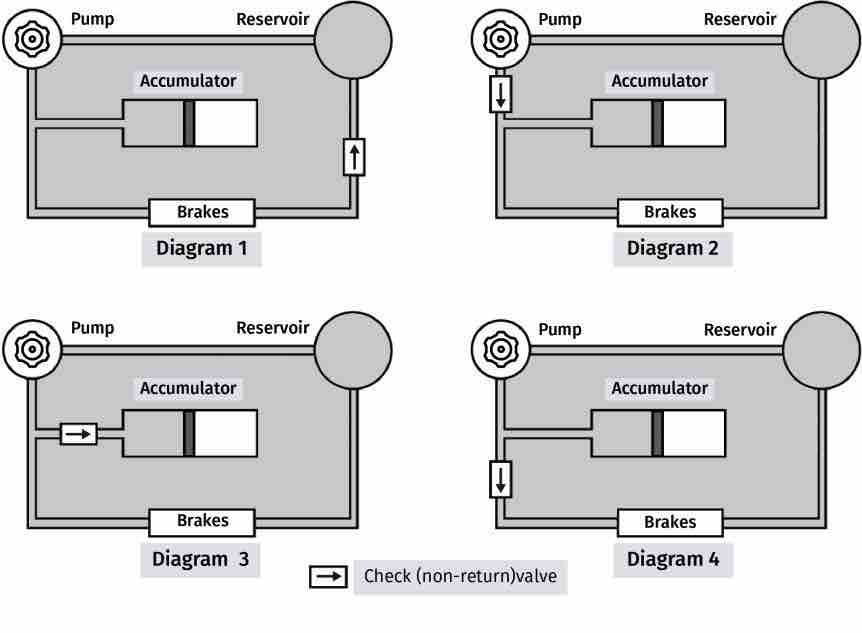 Pump
Reservoir
Accumulator
Brakes
Diagram 1
Pump
Reservoir
Accumulator
Brakes
Diagram 2
Pump
Reservoir
Accumulator
Brakes
Diagram  3
Pump
Reservoir
Accumulator
Brakes
Diagram 4
Check (non-return)valve